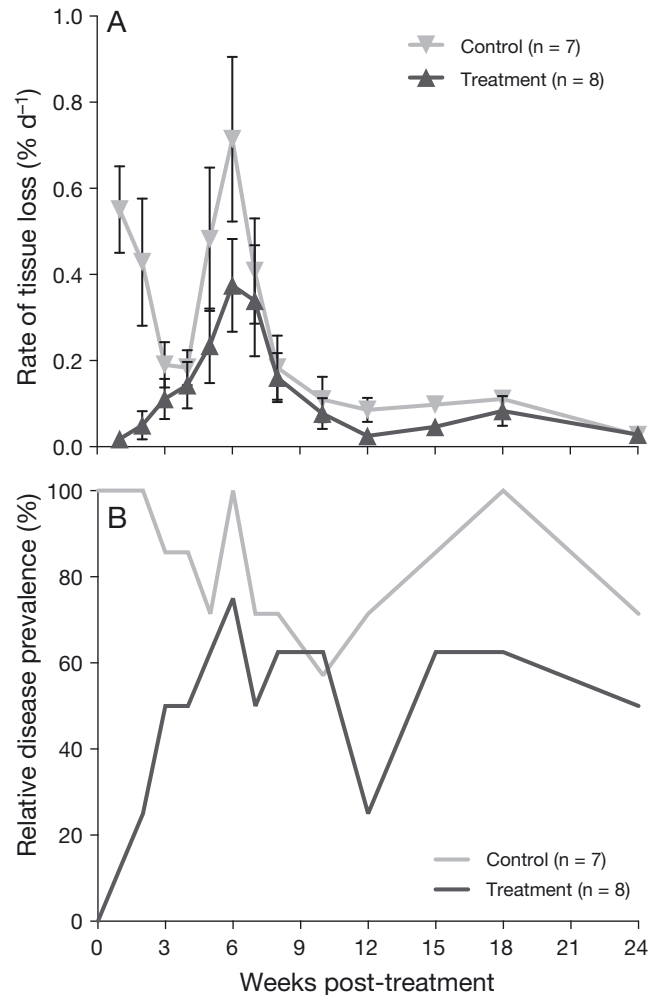 A
1.0
0.8
0.6
0.4
0.2
0.0
Rate of tissue loss (% d⁻¹)
Control (n = 7)
Treatment (n = 8)
B
100
80
60
40
20
0
Relative disease prevalence (%)
Control (n = 7)
Treatment (n = 8)
0 3 6 9 12 15 18 21 24
Weeks post-treatment